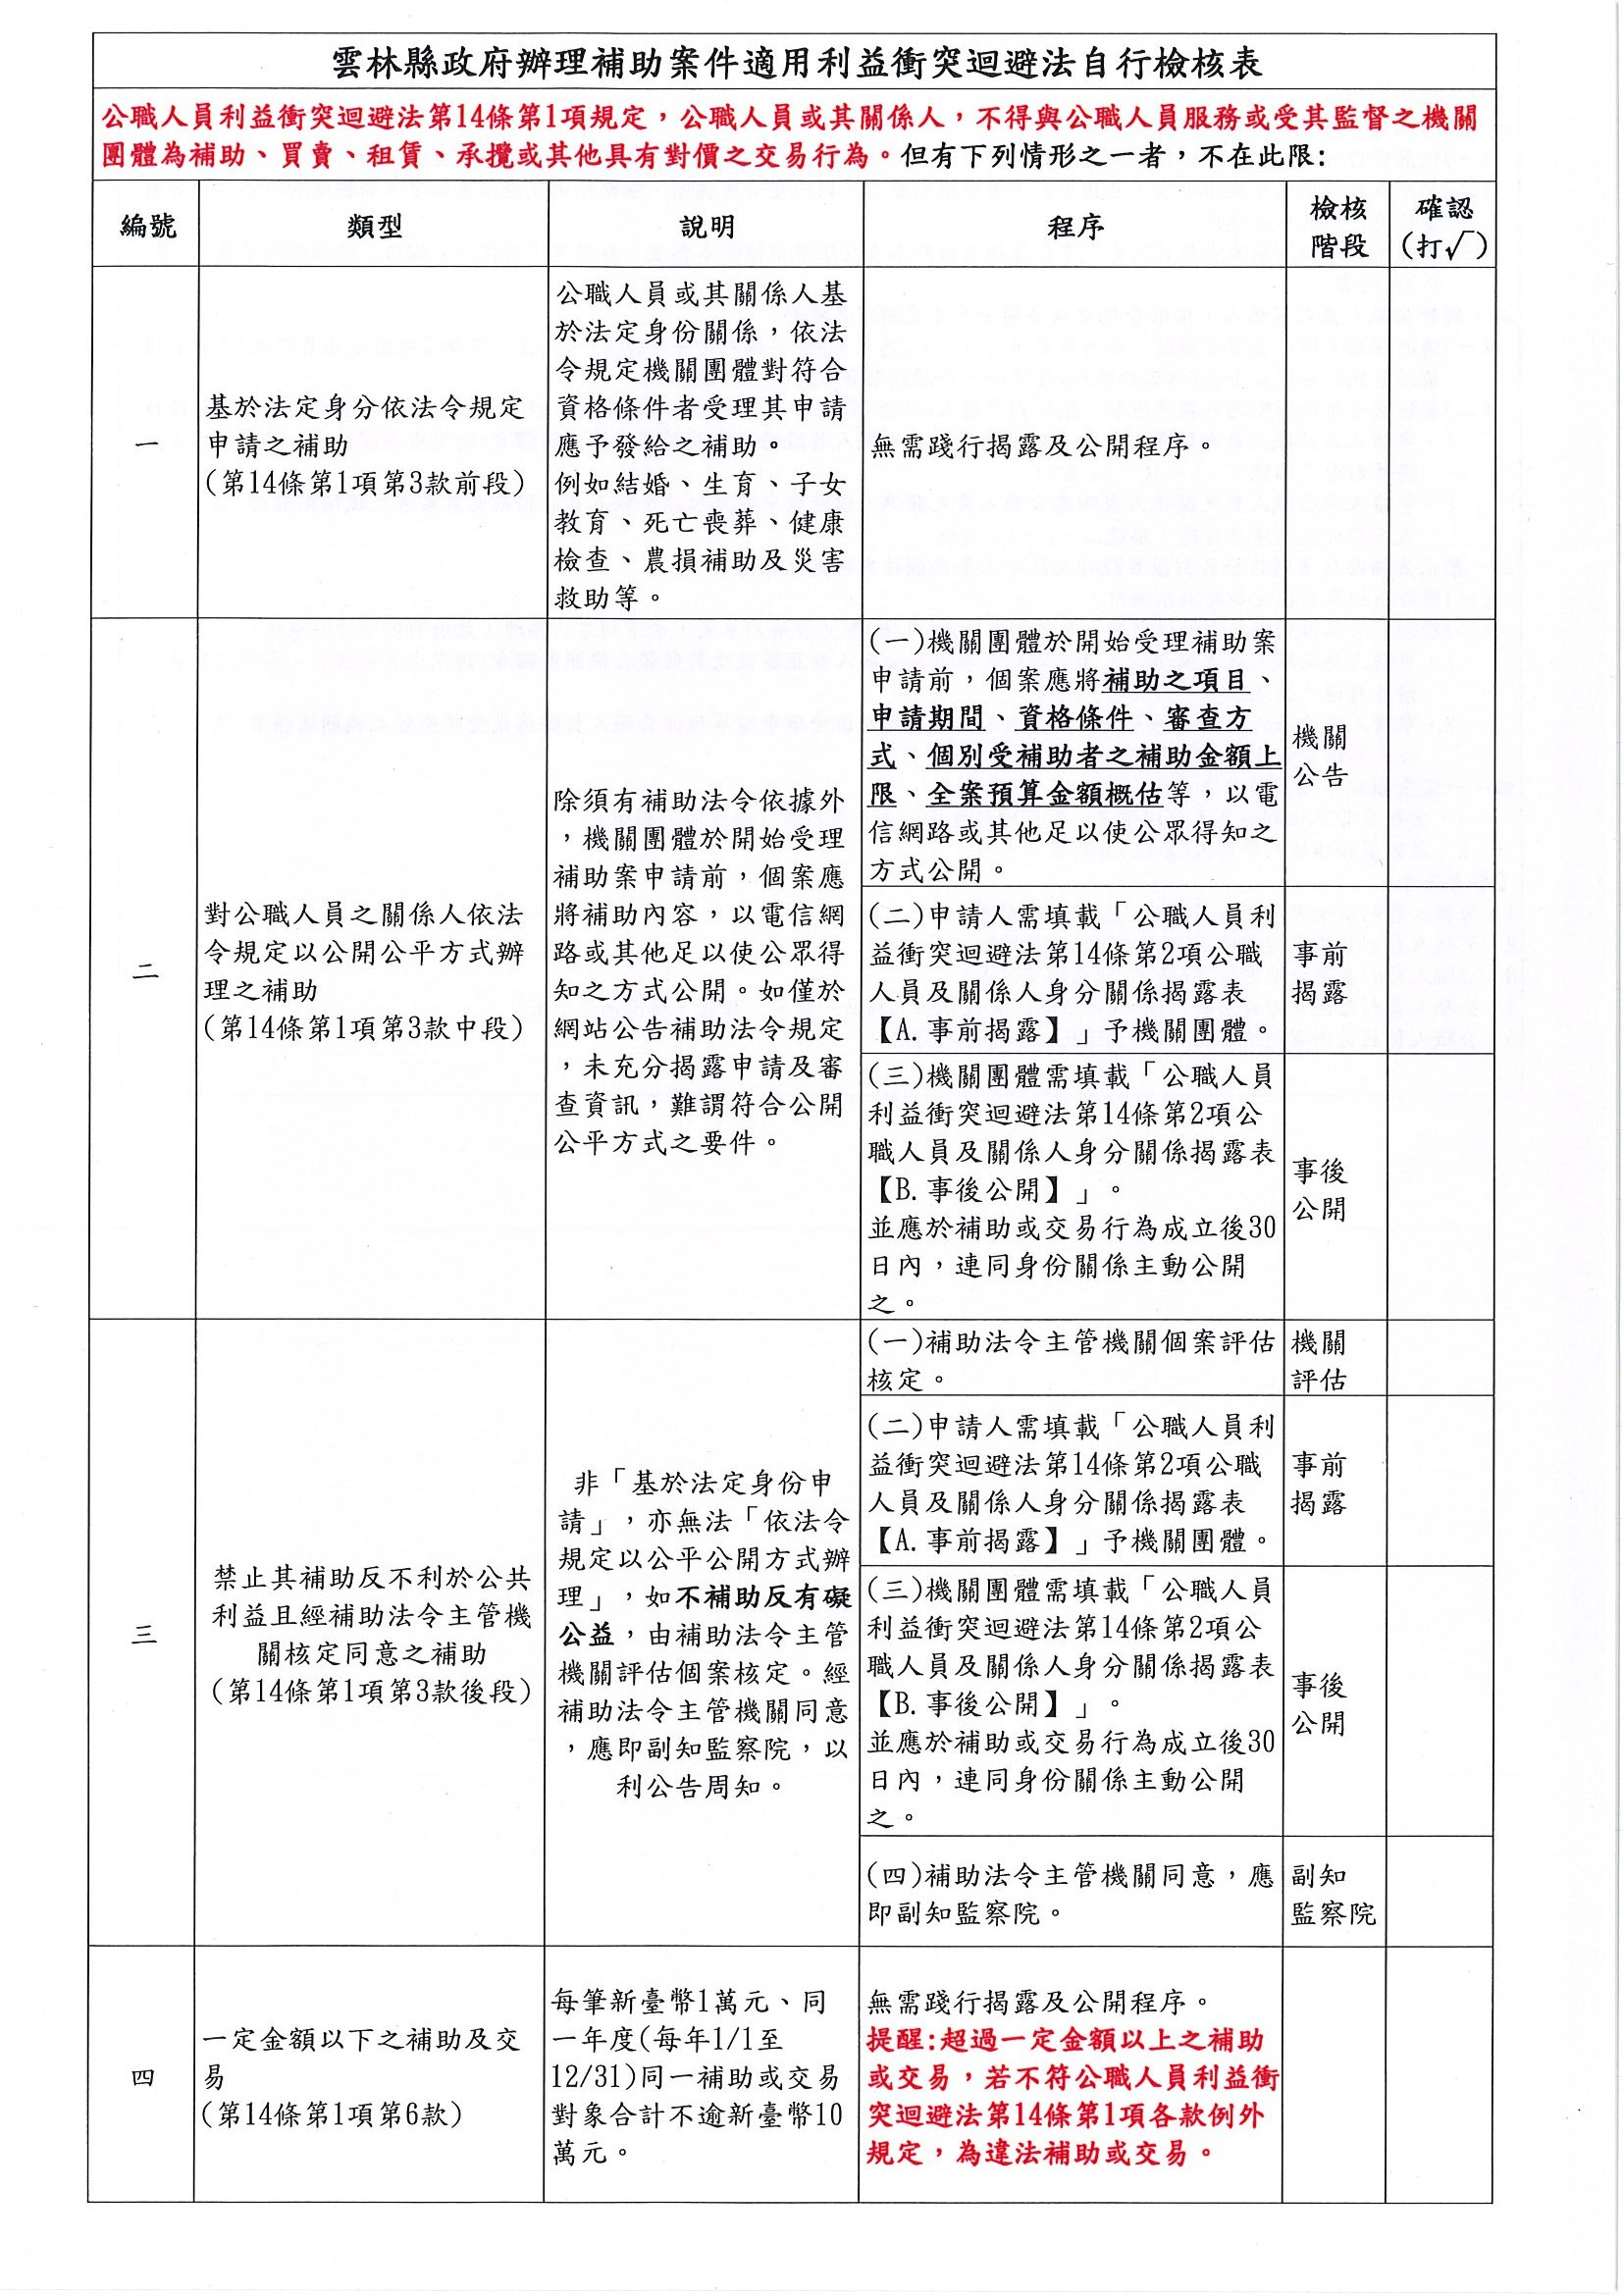 雲林縣政府辦理補助案件適用利益衝突迴避法自行檢核表
公職人員利益衝突迴避法第14條第1項規定，公職人員或其關係人，不得與公職人員服務或受其監督之機關
團體為補助、買賣、租賃、承攬或其他具有對價之交易行為。但有下列情形之一者，不在此限:
編號
類型
說明
程序
檢核
階段
確認
(打√)
一
基於法定身分依法令規定
申請之補助
(第14條第1項第3款前段)
公職人員或其關係人基
於法定身份關係，依法
令規定機關團體對符合
資格條件者受理其申請
應予發給之補助。
例如結婚、生育、子女
教育、死亡喪葬、健康
檢查、農損補助及災害
救助等。
無需踐行揭露及公開程序。
二
對公職人員之關係人依法
令規定以公開公平方式辦
理之補助
(第14條第1項第3款中段)
除須有補助法令依據外
，機關團體於開始受理
補助案申請前，個案應
將補助內容，以電信網
路或其他足以使公眾得
知之方式公開。如僅於
網站公告補助法令規定
，未充分揭露申請及審
查資訊，難謂符合公開
公平方式之要件。
(一)機關團體於開始受理補助案
申請前，個案應將補助之項目、
申請期間、資格條件、審查方
式、個別受補助者之補助金額上
限、全案預算金額概估等，以電
信網路或其他足以使公眾得知之
方式公開。
機關
公告
(二)申請人需填載「公職人員利
益衝突迴避法第14條第2項公職
人員及關係人身分關係揭露表
【A.事前揭露】」予機關團體。
事前
揭露
(三)機關團體需填載「公職人員
利益衝突迴避法第14條第2項公
職人員及關係人身分關係揭露表
【B.事後公開】」。
並應於補助或交易行為成立後30
日內，連同身份關係主動公開
之。
事後
公開
三
禁止其補助反不利於公共
利益且經補助法令主管機
關核定同意之補助
(第14條第1項第3款後段)
非「基於法定身份申
請」，亦無法「依法令
規定以公平公開方式辦
理」，如不補助反有礙
公益，由補助法令主管
機關評估個案核定。經
補助法令主管機關同意
，應即副知監察院，以
利公告周知。
(一)補助法令主管機關個案評估
核定。
機關
評估
(二)申請人需填載「公職人員利
益衝突迴避法第14條第2項公職
人員及關係人身分關係揭露表
【A.事前揭露】」予機關團體。
事前
揭露
(三)機關團體需填載「公職人員
利益衝突迴避法第14條第2項公
職人員及關係人身分關係揭露表
【B.事後公開】」。
並應於補助或交易行為成立後30
日內，連同身份關係主動公開
之。
事後
公開
(四)補助法令主管機關同意，應
即副知監察院。
副知
監察院
四
一定金額以下之補助及交
易
(第14條第1項第6款)
每筆新臺幣1萬元、同
一年度(每年1/1至
12/31)同一補助或交易
對象合計不逾新臺幣10
萬元。
無需踐行揭露及公開程序。
提醒:超過一定金額以上之補助
或交易，若不符公職人員利益衝
突迴避法第14條第1項各款例外
規定，為違法補助或交易。